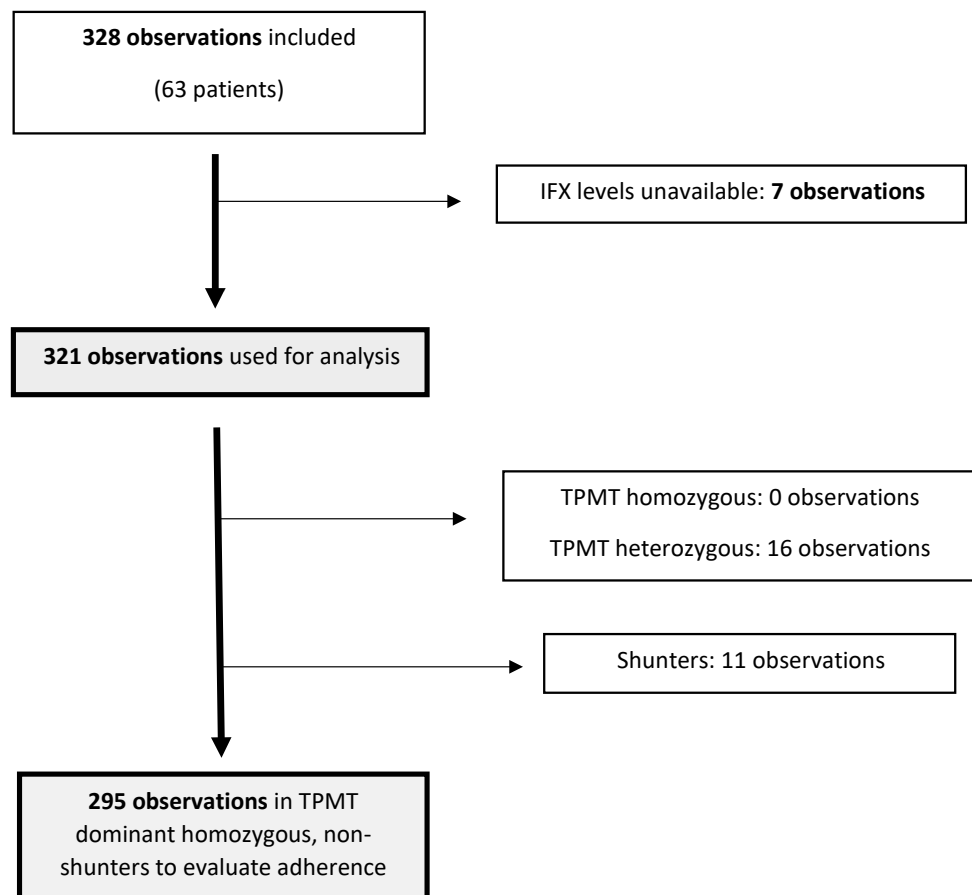 328 observations included
(63 patients)
IFX levels unavailable: 7 observations
321 observations used for analysis
TPMT homozygous: 0 observations
TPMT heterozygous: 16 observations
Shunters: 11 observations
295 observations in TPMT
dominant homozygous, non-
shunters to evaluate adherence